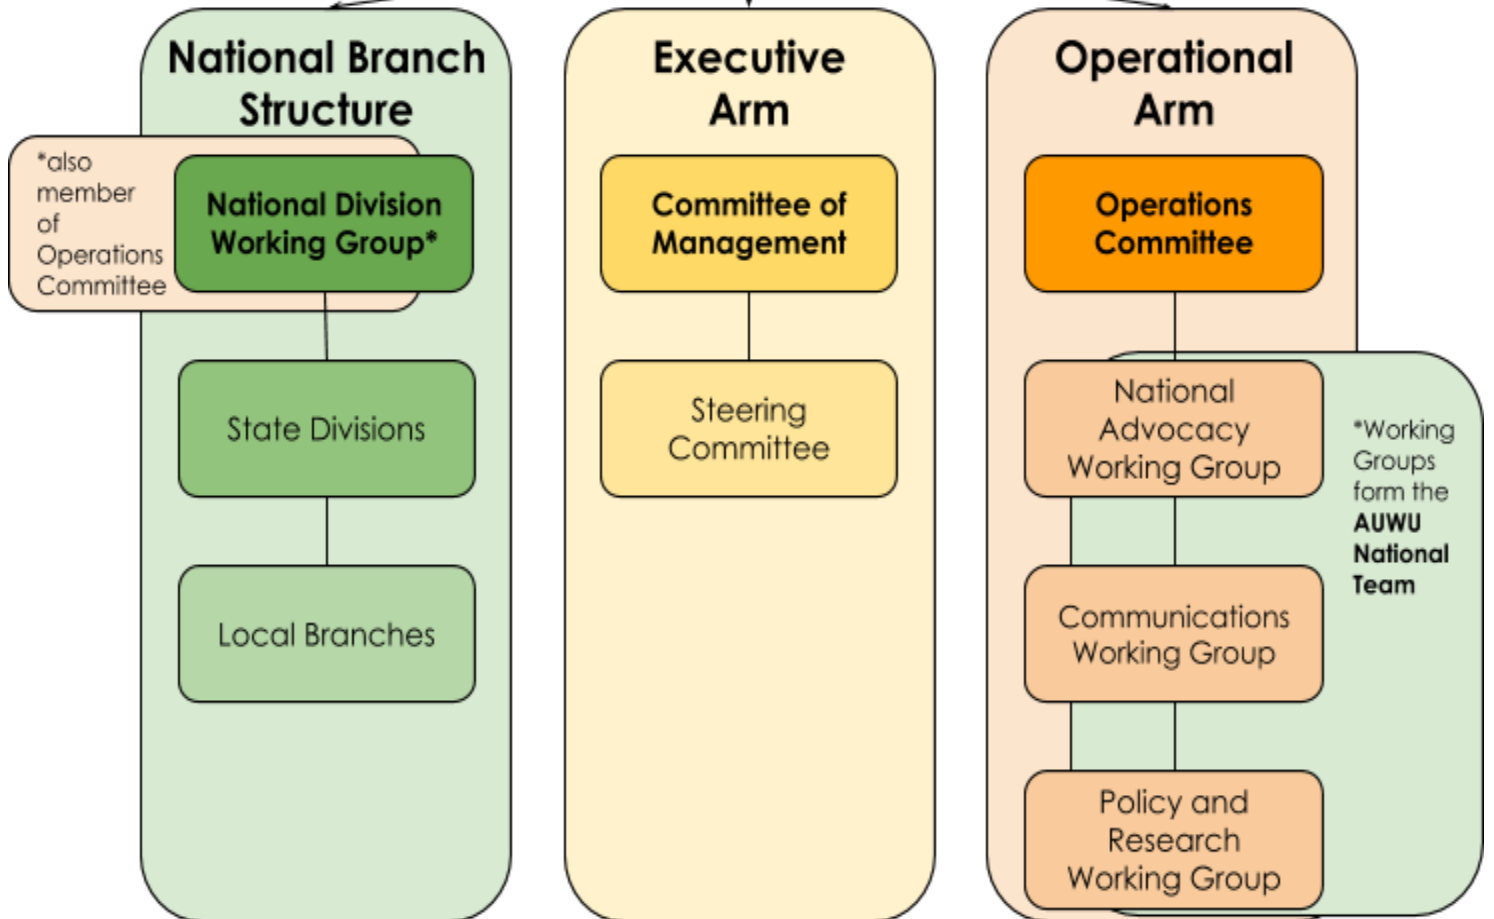 National Branch
Structure
*also
member
of
Operations
Committee
National Division
Working Group*
State Divisions
Local Branches
Executive
Arm
Committee of
Management
Steering
Committee
Operational
Arm
Operations
Committee
National
Advocacy
Working Group
*Working
Groups
form the
AUWU
National
Team
Communications
Working Group
Policy and
Research
Working Group